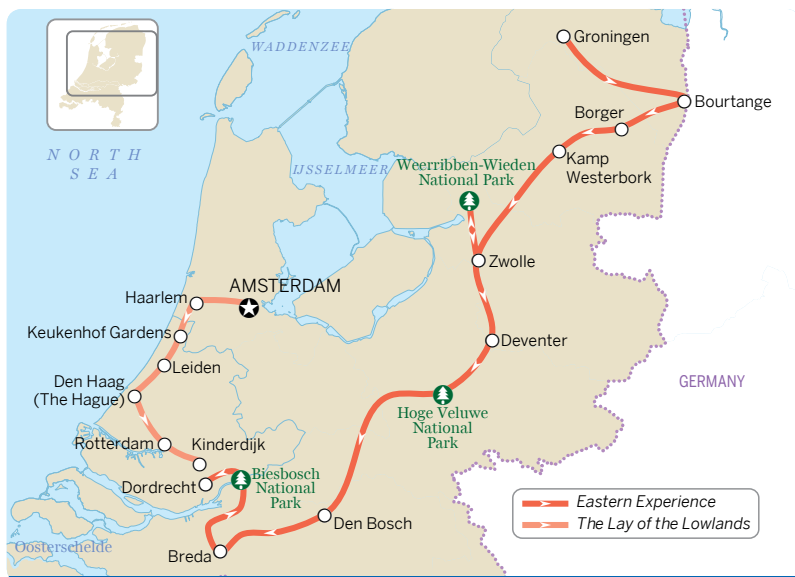 WADDENZEE
Groningen
Bourtange
Borger
NORTH
SEA
IJSSELMEER
Weerribben-Wieden
National Park
Kamp
Westerbork
Zwolle
AMSTERDAM
Haarlem
Keukenhof Gardens
Deventer
Leiden
Den Haag
(The Hague)
GERMANY
Hoge Veluwe
National
Park
Rotterdam
Kinderdijk
Dordrecht
Biesbosch
National
Park
Den Bosch
Eastern Experience
The Lay of the Lowlands
Oosterschelde
Breda